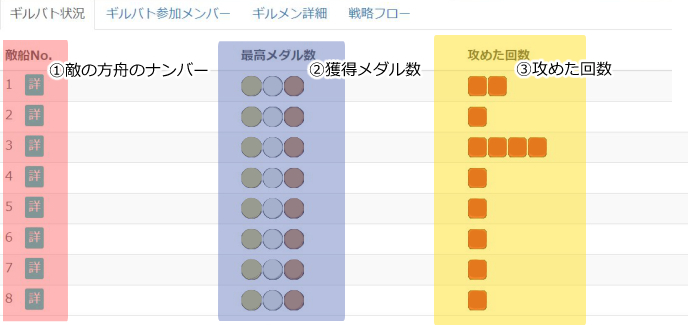 ギルバト状況 ギルバト参加メンバー ギルメン詳細 戦略フロー
敵船No. 最高メダル数 攻めた回数
①敵の方舟のナンバー ②獲得メダル数 ③攻めた回数
1 詳
2 詳
3 詳
4 詳
5 詳
6 詳
7 詳
8 詳